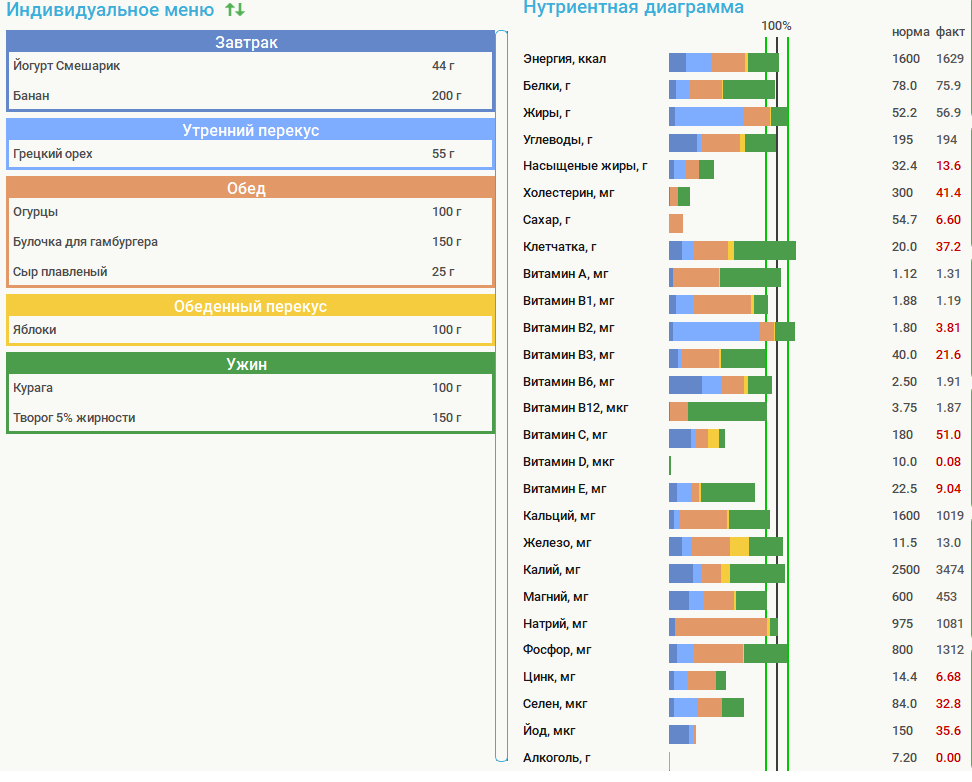 Индивидуальное меню
Завтрак
Йогурт Смешарик 44 г
Банан 200 г
Утренний перекус
Грецкий орех 55 г
Обед
Огурцы 100 г
Булочка для гамбургера 150 г
Сыр плавленый 25 г
Обеденный перекус
Яблоки 100 г
Ужин
Курага 100 г
Творог 5% жирности 150 г
Нутриентная диаграмма
100%
норма факт
Энергия, ккал 1600 1629
Белки, г 78.0 75.9
Жиры, г 52.2 56.9
Углеводы, г 195 194
Насыщеные жиры, г 32.4 13.6
Холестерин, мг 300 41.4
Сахар, г 54.7 6.60
Клетчатка, г 20.0 37.2
Витамин А, мг 1.12 1.31
Витамин В1, мг 1.88 1.19
Витамин В2, мг 1.80 3.81
Витамин В3, мг 40.0 21.6
Витамин В6, мг 2.50 1.91
Витамин В12, мкг 3.75 1.87
Витамин С, мг 180 51.0
Витамин D, мкг 10.0 0.08
Витамин Е, мг 22.5 9.04
Кальций, мг 1600 1019
Железо, мг 11.5 13.0
Калий, мг 2500 3474
Магний, мг 600 453
Натрий, мг 975 1081
Фосфор, мг 800 1312
Цинк, мг 14.4 6.68
Селен, мкг 84.0 32.8
Йод, мкг 150 35.6
Алкоголь, г 7.20 0.00